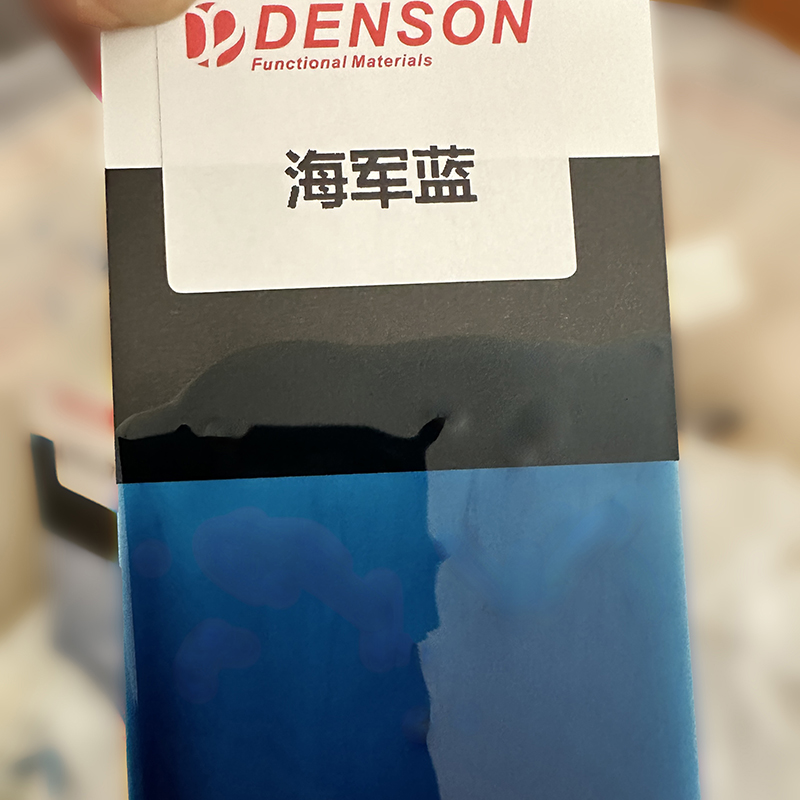 DENSON
Functional Materials
海军蓝